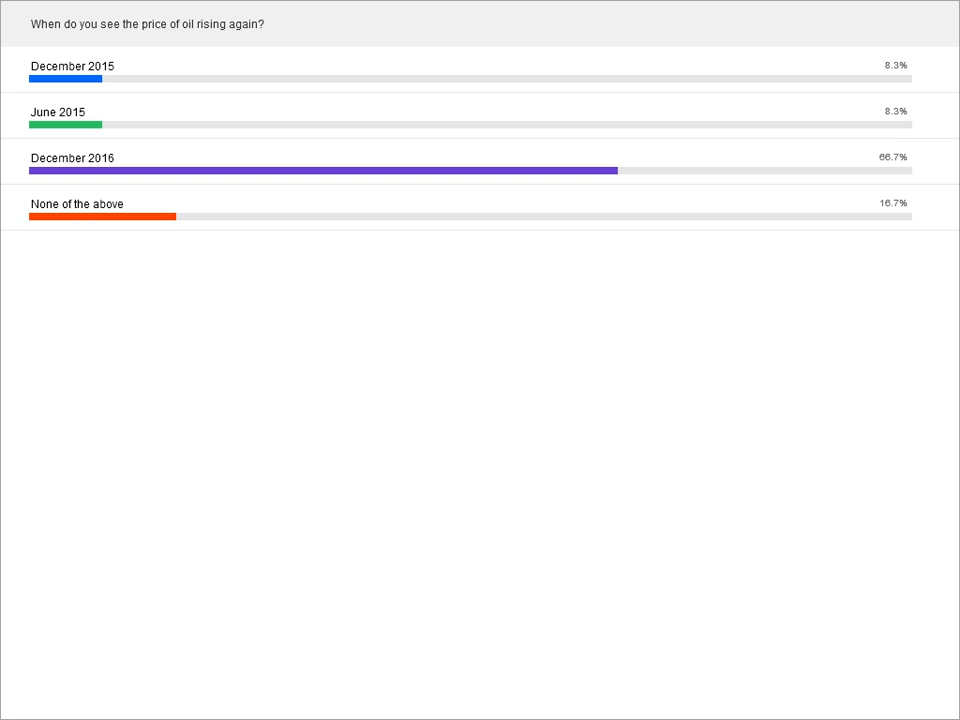 When do you see the price of oil rising again?
December 2015
8.3%
June 2015
8.3%
December 2016
66.7%
None of the above
16.7%